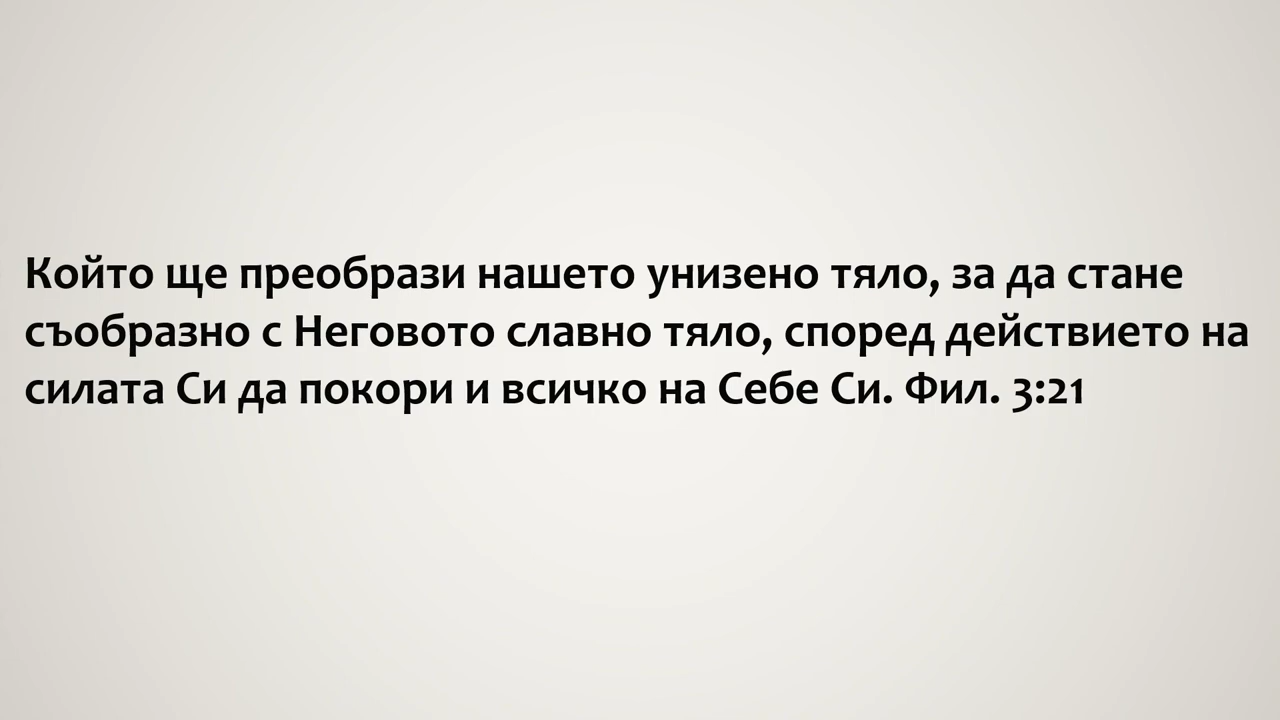 Който ще преобрази нашето унизено тяло, за да стане
съобразно с Неговото славно тяло, според действието на
силата Си да покори и всичко на Себе Си. Фил. 3:21